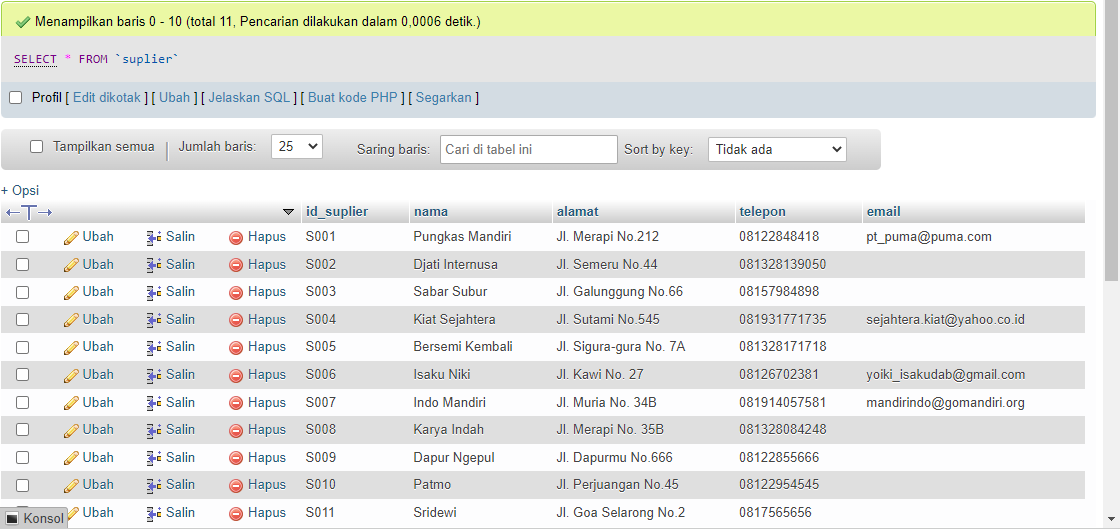 Menampilkan baris 0 - 10 (total 11, Pencarian dilakukan dalam 0,0006 detik.)
SELECT * FROM `suplier`
Profil [ Edit dikotak ] [ Ubah ] [ Jelaskan SQL ] [ Buat kode PHP ] [ Segarkan ]
Tampilkan semua | Jumlah baris: 25 Saring baris: Cari di tabel ini Sort by key: Tidak ada
+ Opsi
id_suplier nama alamat telepon email
Ubah Salin Hapus S001 Pungkas Mandiri Jl. Merapi No.212 08122848418 pt_puma@puma.com
Ubah Salin Hapus S002 Djati Internusa Jl. Semeru No.44 081328139050
Ubah Salin Hapus S003 Sabar Subur Jl. Galunggung No.66 08157984898
Ubah Salin Hapus S004 Kiat Sejahtera Jl. Sutami No.545 081931771735 sejahtera.kiat@yahoo.co.id
Ubah Salin Hapus S005 Bersemi Kembali Jl. Sigura-gura No. 7A 081328171718
Ubah Salin Hapus S006 Isaku Niki Jl. Kawi No. 27 08126702381 yoiki_isakudab@gmail.com
Ubah Salin Hapus S007 Indo Mandiri Jl. Muria No. 34B 081914057581 mandirindo@gomandiri.org
Ubah Salin Hapus S008 Karya Indah Jl. Merapi No. 35B 081328084248
Ubah Salin Hapus S009 Dapur Ngepul Jl. Dapurmu No.666 08122855666
Ubah Salin Hapus S010 Patmo Jl. Perjuangan No.45 08122954545
Ubah Salin Hapus S011 Sridewi Jl. Goa Selarong No.2 0817565656
Konsol